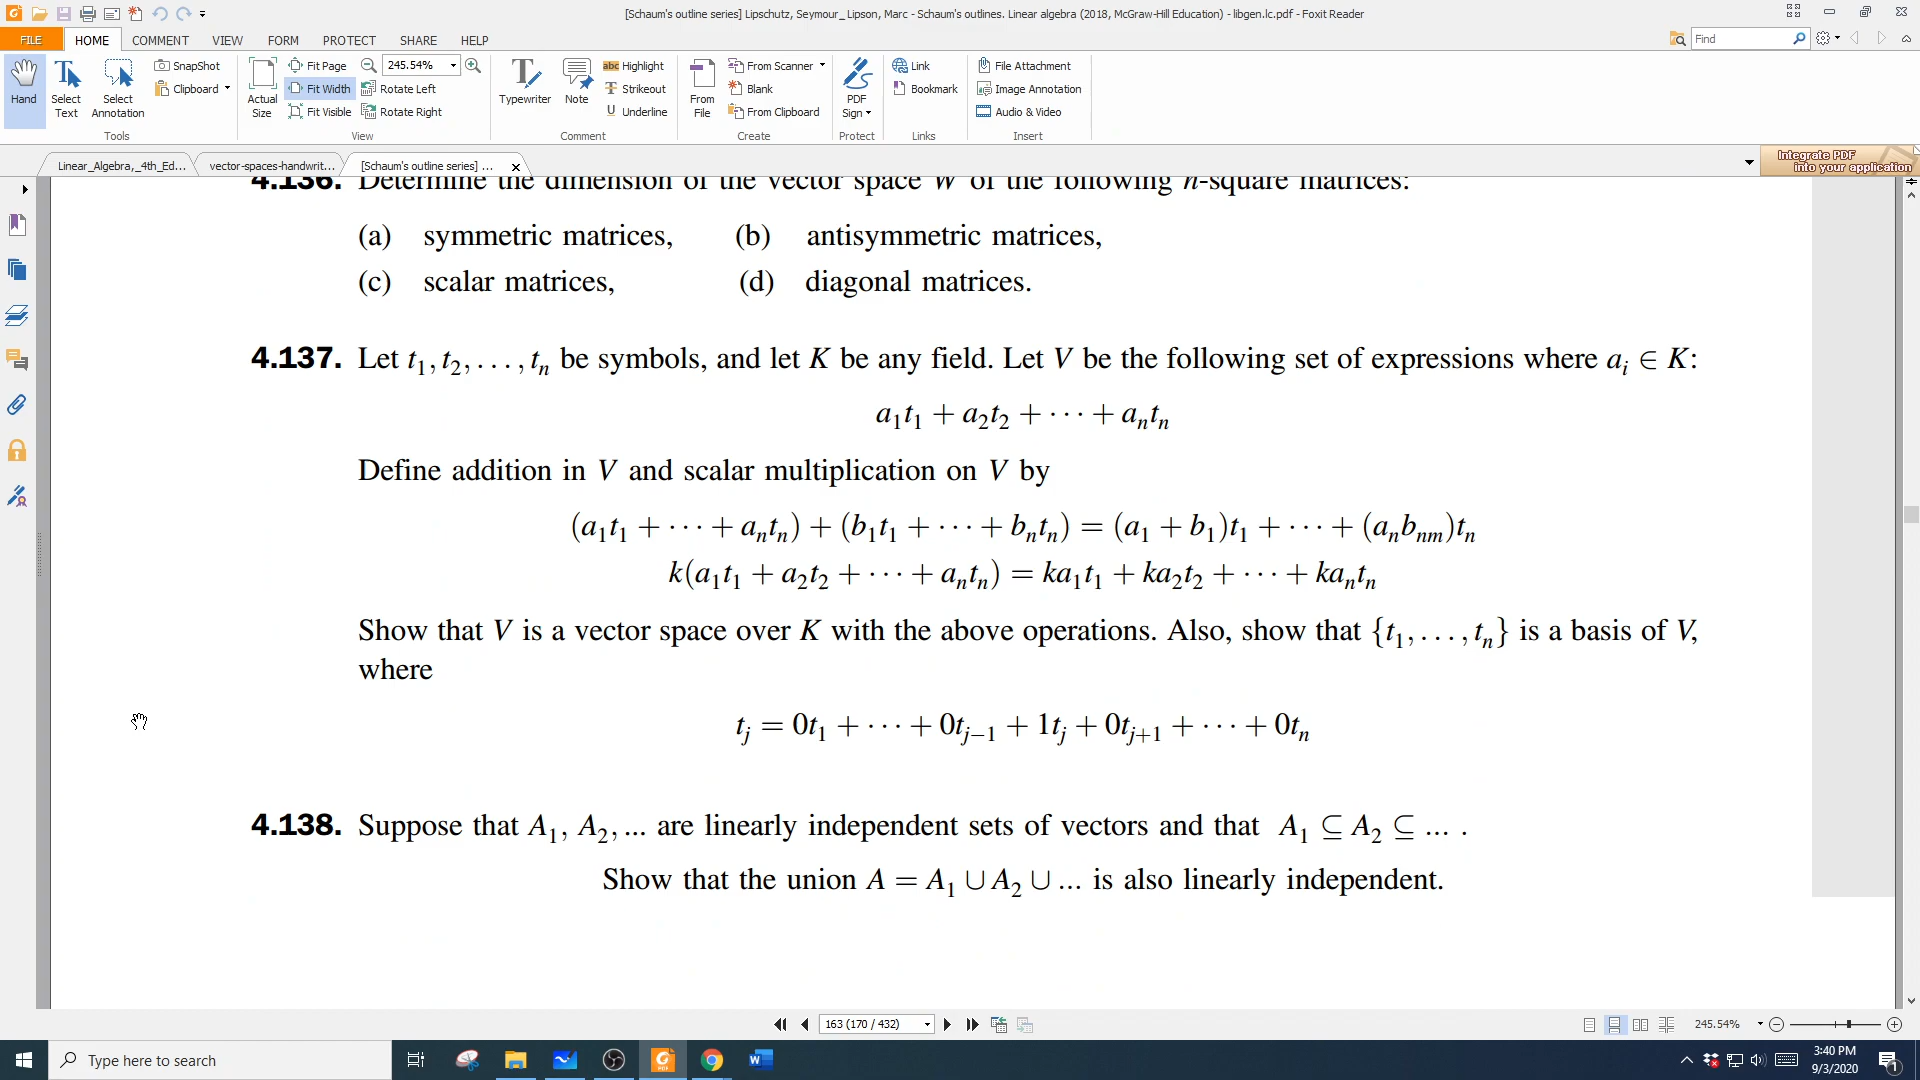 [Schaum's outline series] Lipschutz, Seymour_ Lipson, Marc - Schaum's outlines. Linear algebra (2018, McGraw-Hill Education) - libgen.lc.pdf - Foxit Reader
FILE HOME COMMENT VIEW FORM PROTECT SHARE HELP
Find
Hand
Select Text
Select Annotation
SnapShot
Clipboard
Tools
Actual Size
Fit Page
Fit Width
Fit Visible
245.54%
Rotate Left
Rotate Right
View
Typewriter
Note
Highlight
Strikeout
Underline
Comment
From File
From Scanner
Blank
From Clipboard
Create
PDF Sign
Protect
Link
Bookmark
Links
File Attachment
Image Annotation
Audio & Video
Insert
Linear_Algebra,_4th_Ed... vector-spaces-handwrit... [Schaum's outline series] ...
Integrate PDF
into your application
4.136. Determine the dimension of the vector space W of the following n-square matrices:
(a) symmetric matrices, (b) antisymmetric matrices,
(c) scalar matrices, (d) diagonal matrices.
4.137. Let t₁, t₂, . . . , tₙ be symbols, and let K be any field. Let V be the following set of expressions where aᵢ ∈ K:
a₁t₁ + a₂t₂ + · · · + aₙtₙ
Define addition in V and scalar multiplication on V by
(a₁t₁ + · · · + aₙtₙ) + (b₁t₁ + · · · + bₙtₙ) = (a₁ + b₁)t₁ + · · · + (aₙbₙₘ)tₙ
k(a₁t₁ + a₂t₂ + · · · + aₙtₙ) = ka₁t₁ + ka₂t₂ + · · · + kaₙtₙ
Show that V is a vector space over K with the above operations. Also, show that {t₁, . . . , tₙ} is a basis of V,
where
tⱼ = 0t₁ + · · · + 0tⱼ₋₁ + 1tⱼ + 0tⱼ₊₁ + · · · + 0tₙ
4.138. Suppose that A₁, A₂, ... are linearly independent sets of vectors and that A₁ ⊆ A₂ ⊆ ... .
Show that the union A = A₁ ∪ A₂ ∪ ... is also linearly independent.
163 (170 / 432)
245.54%
Type here to search
3:40 PM
9/3/2020